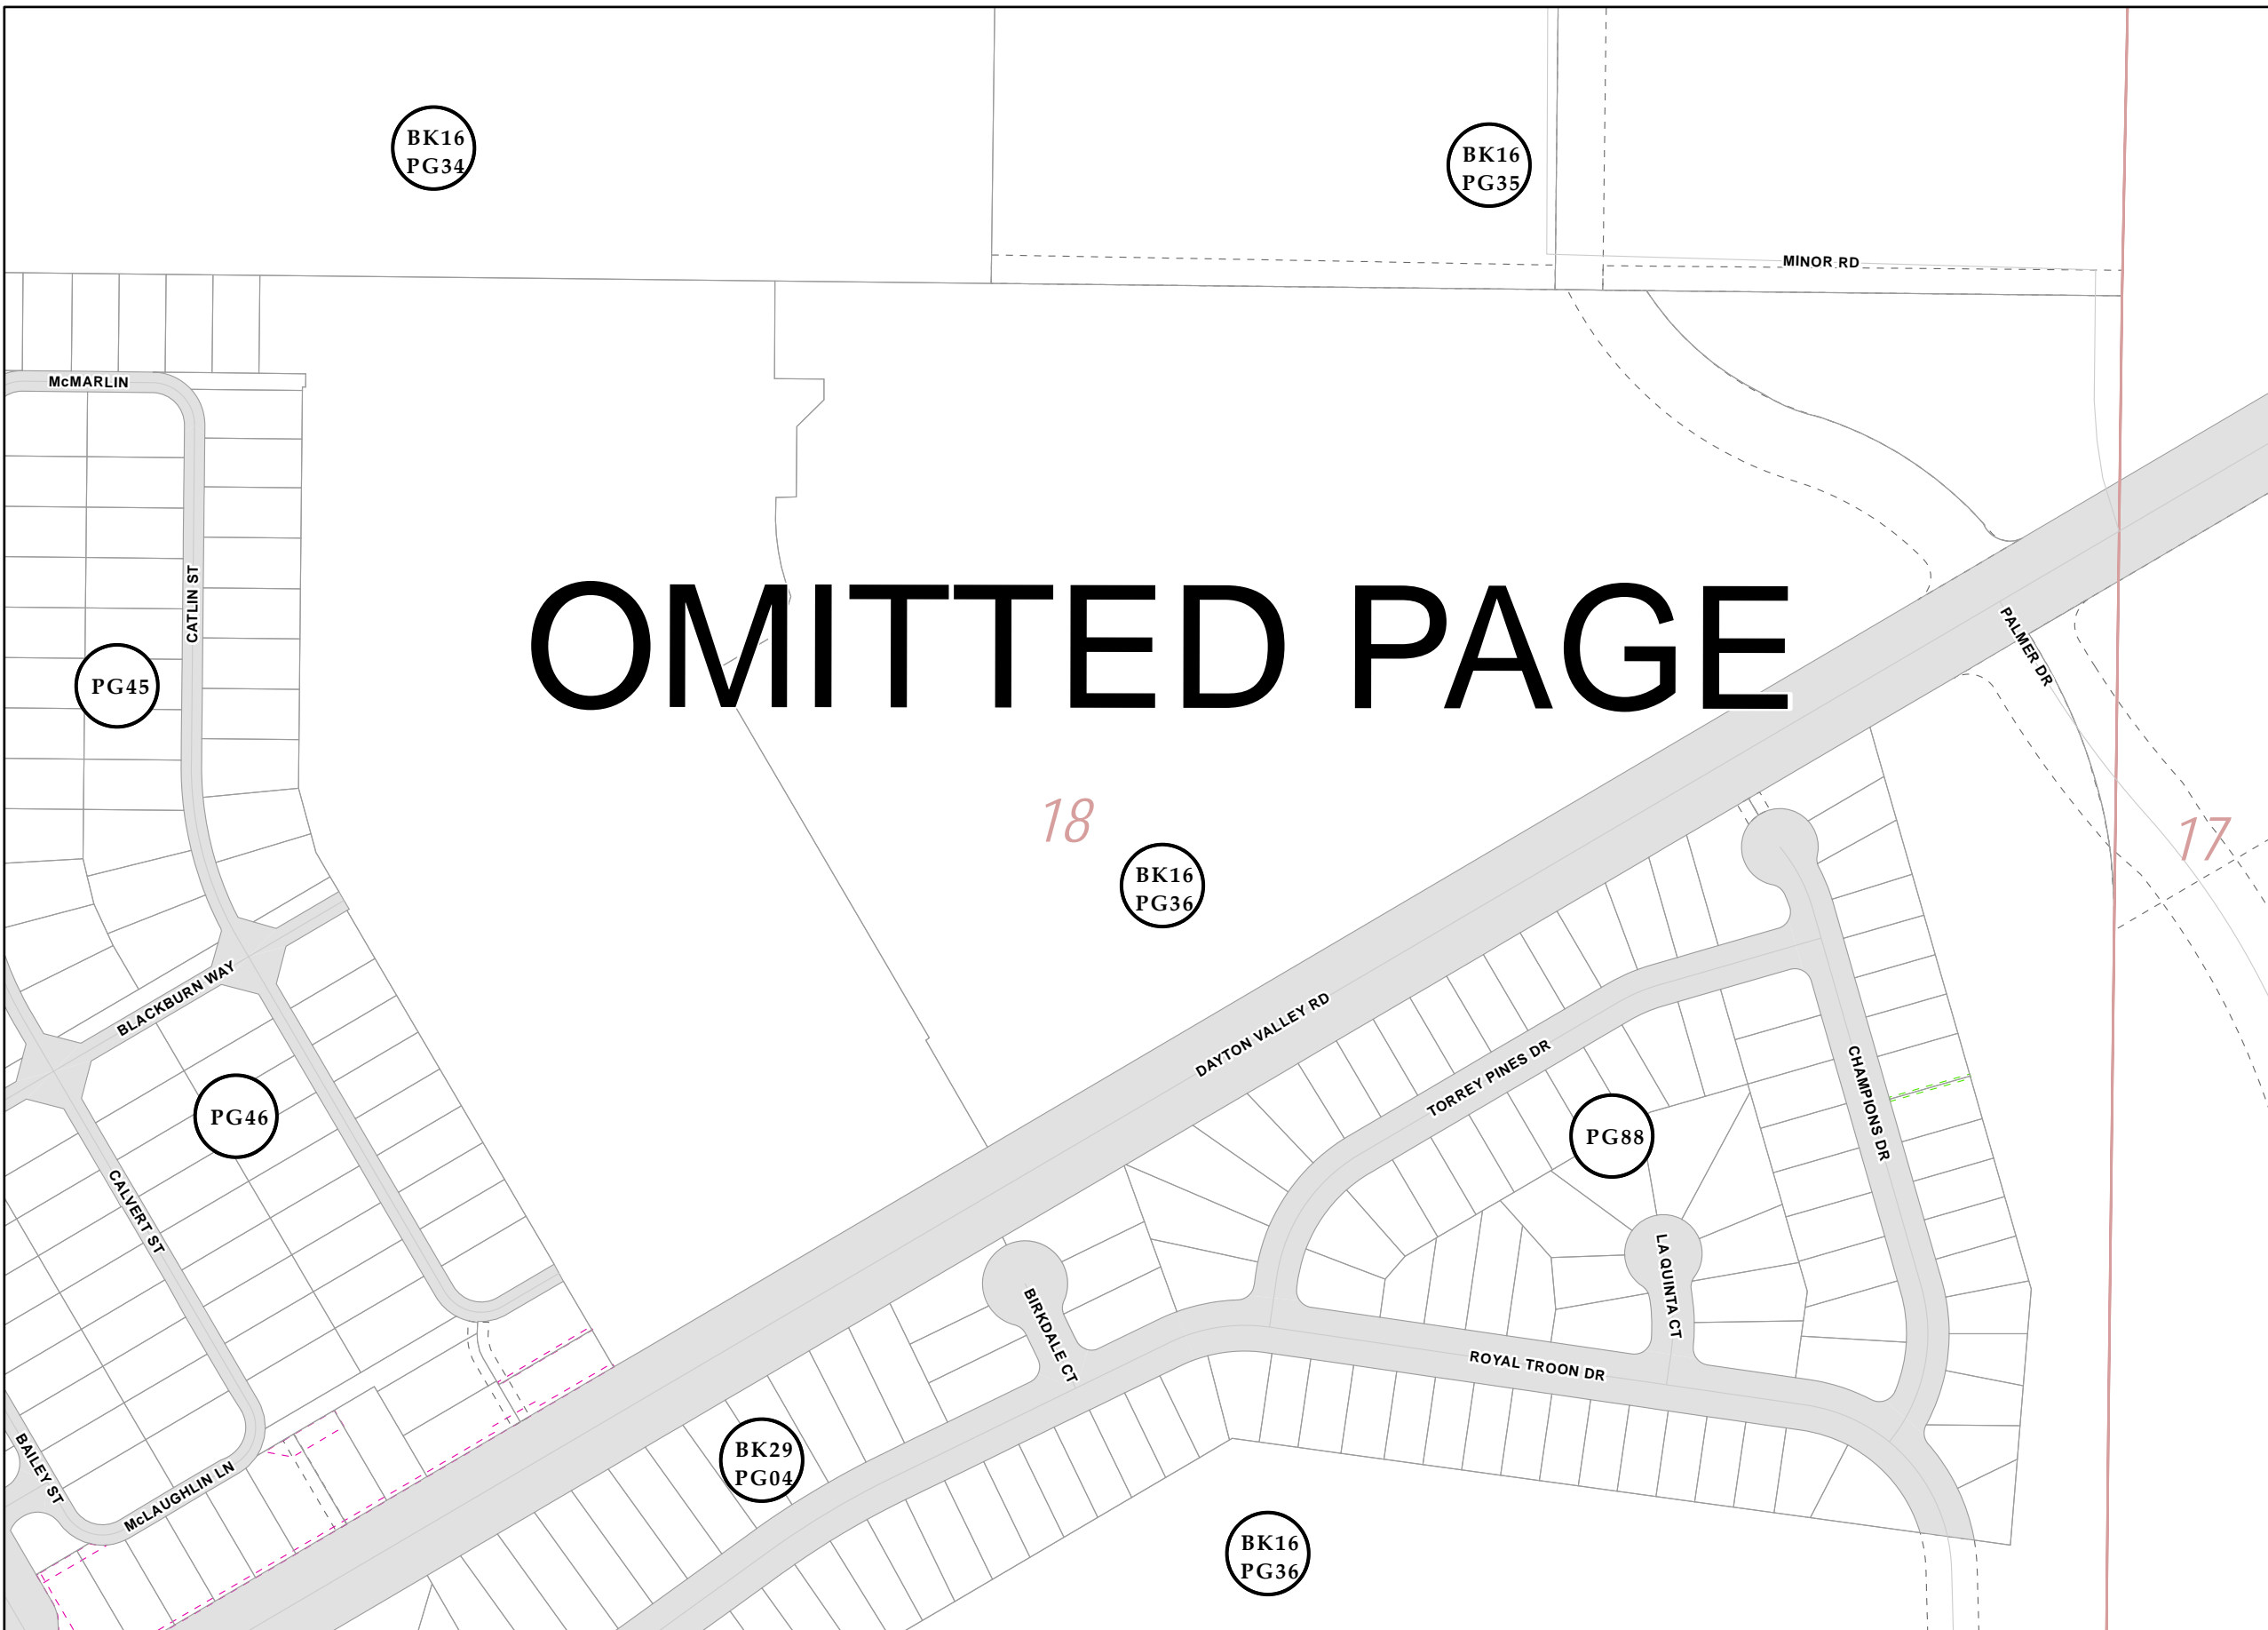 BK16
PG34
BK16
PG35
MINOR RD
McMARLIN
CATLIN ST
OMITTED PAGE
PALMER DR
PG45
18
17
BK16
PG36
BLACKBURN WAY
DAYTON VALLEY RD
TORREY PINES DR
CHAMPIONS DR
PG46
PG88
CALVERT ST
LA QUINTA CT
BIRKDALE CT
ROYAL TROON DR
BAILEY ST
McLAUGHLIN LN
BK29
PG04
BK16
PG36